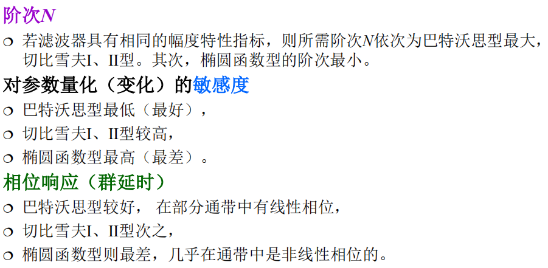 阶次N
❍ 若滤波器具有相同的幅度特性指标，则所需阶次N依次为巴特沃思型最大，
切比雪夫I、II型。其次，椭圆函数型的阶次最小。
对参数量化（变化）的敏感度
❍ 巴特沃思型最低（最好），
❍ 切比雪夫I、II型较高，
❍ 椭圆函数型最高（最差）。
相位响应（群延时）
❍ 巴特沃思型较好， 在部分通带中有线性相位，
❍ 切比雪夫I、II型次之，
❍ 椭圆函数型则最差，几乎在通带中是非线性相位的。